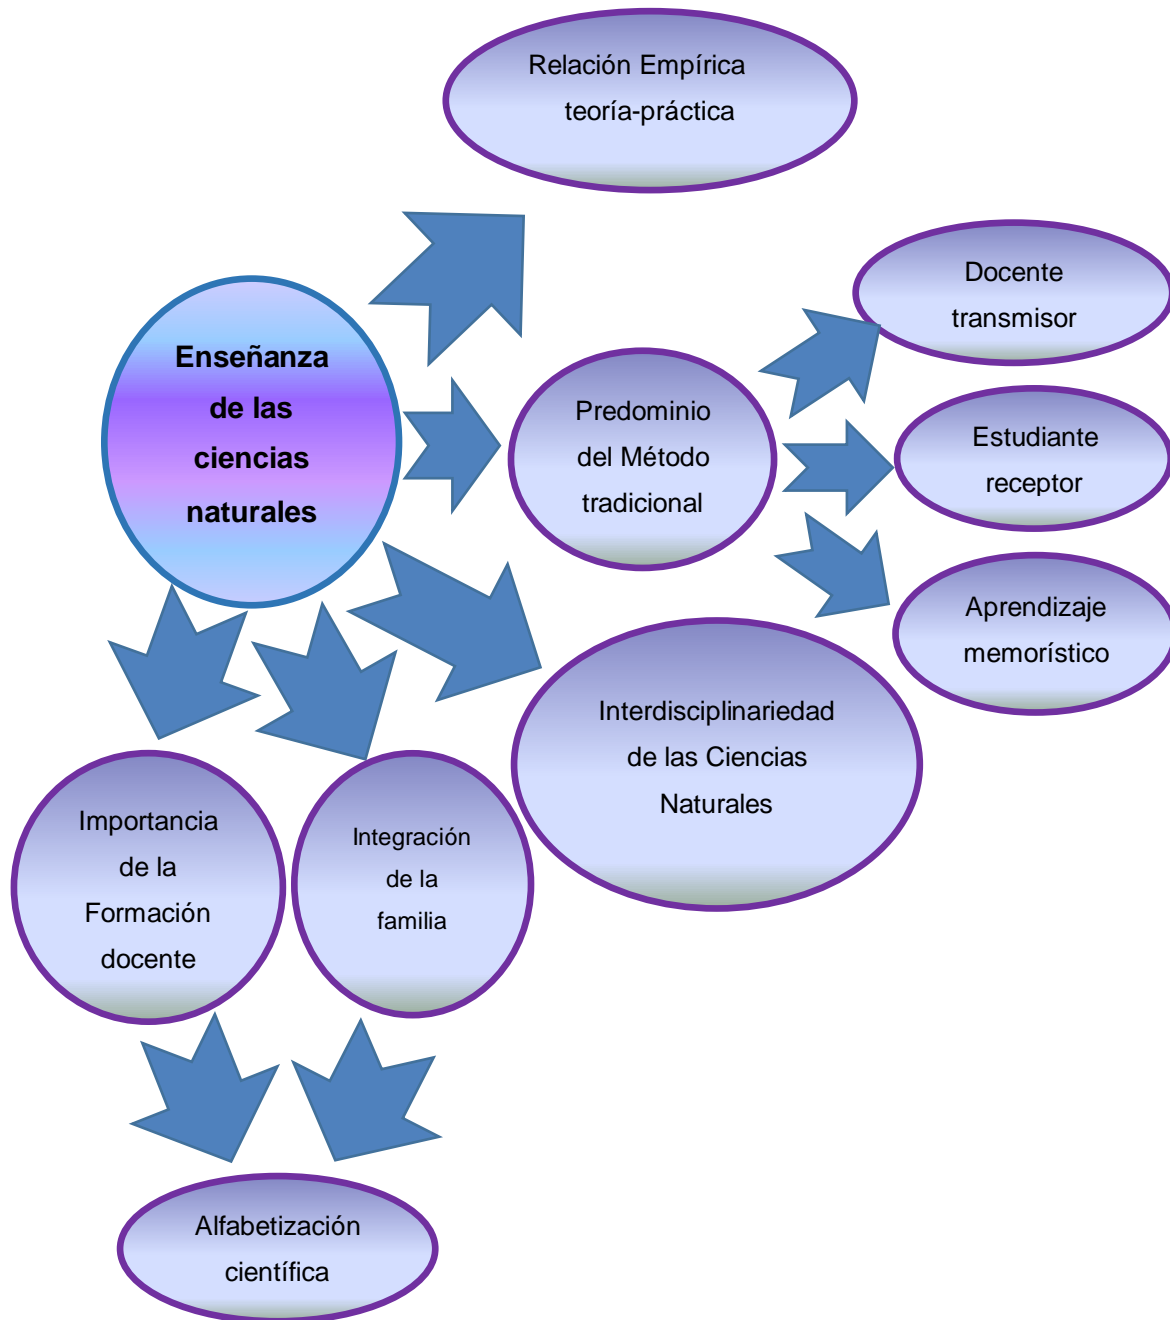 Relación Empírica
teoría-práctica
Enseñanza
de las
ciencias
naturales
Predominio
del Método
tradicional
Docente
transmisor
Estudiante
receptor
Aprendizaje
memorístico
Interdisciplinariedad
de las Ciencias
Naturales
Importancia
de la
Formación
docente
Integración
de la
familia
Alfabetización
científica